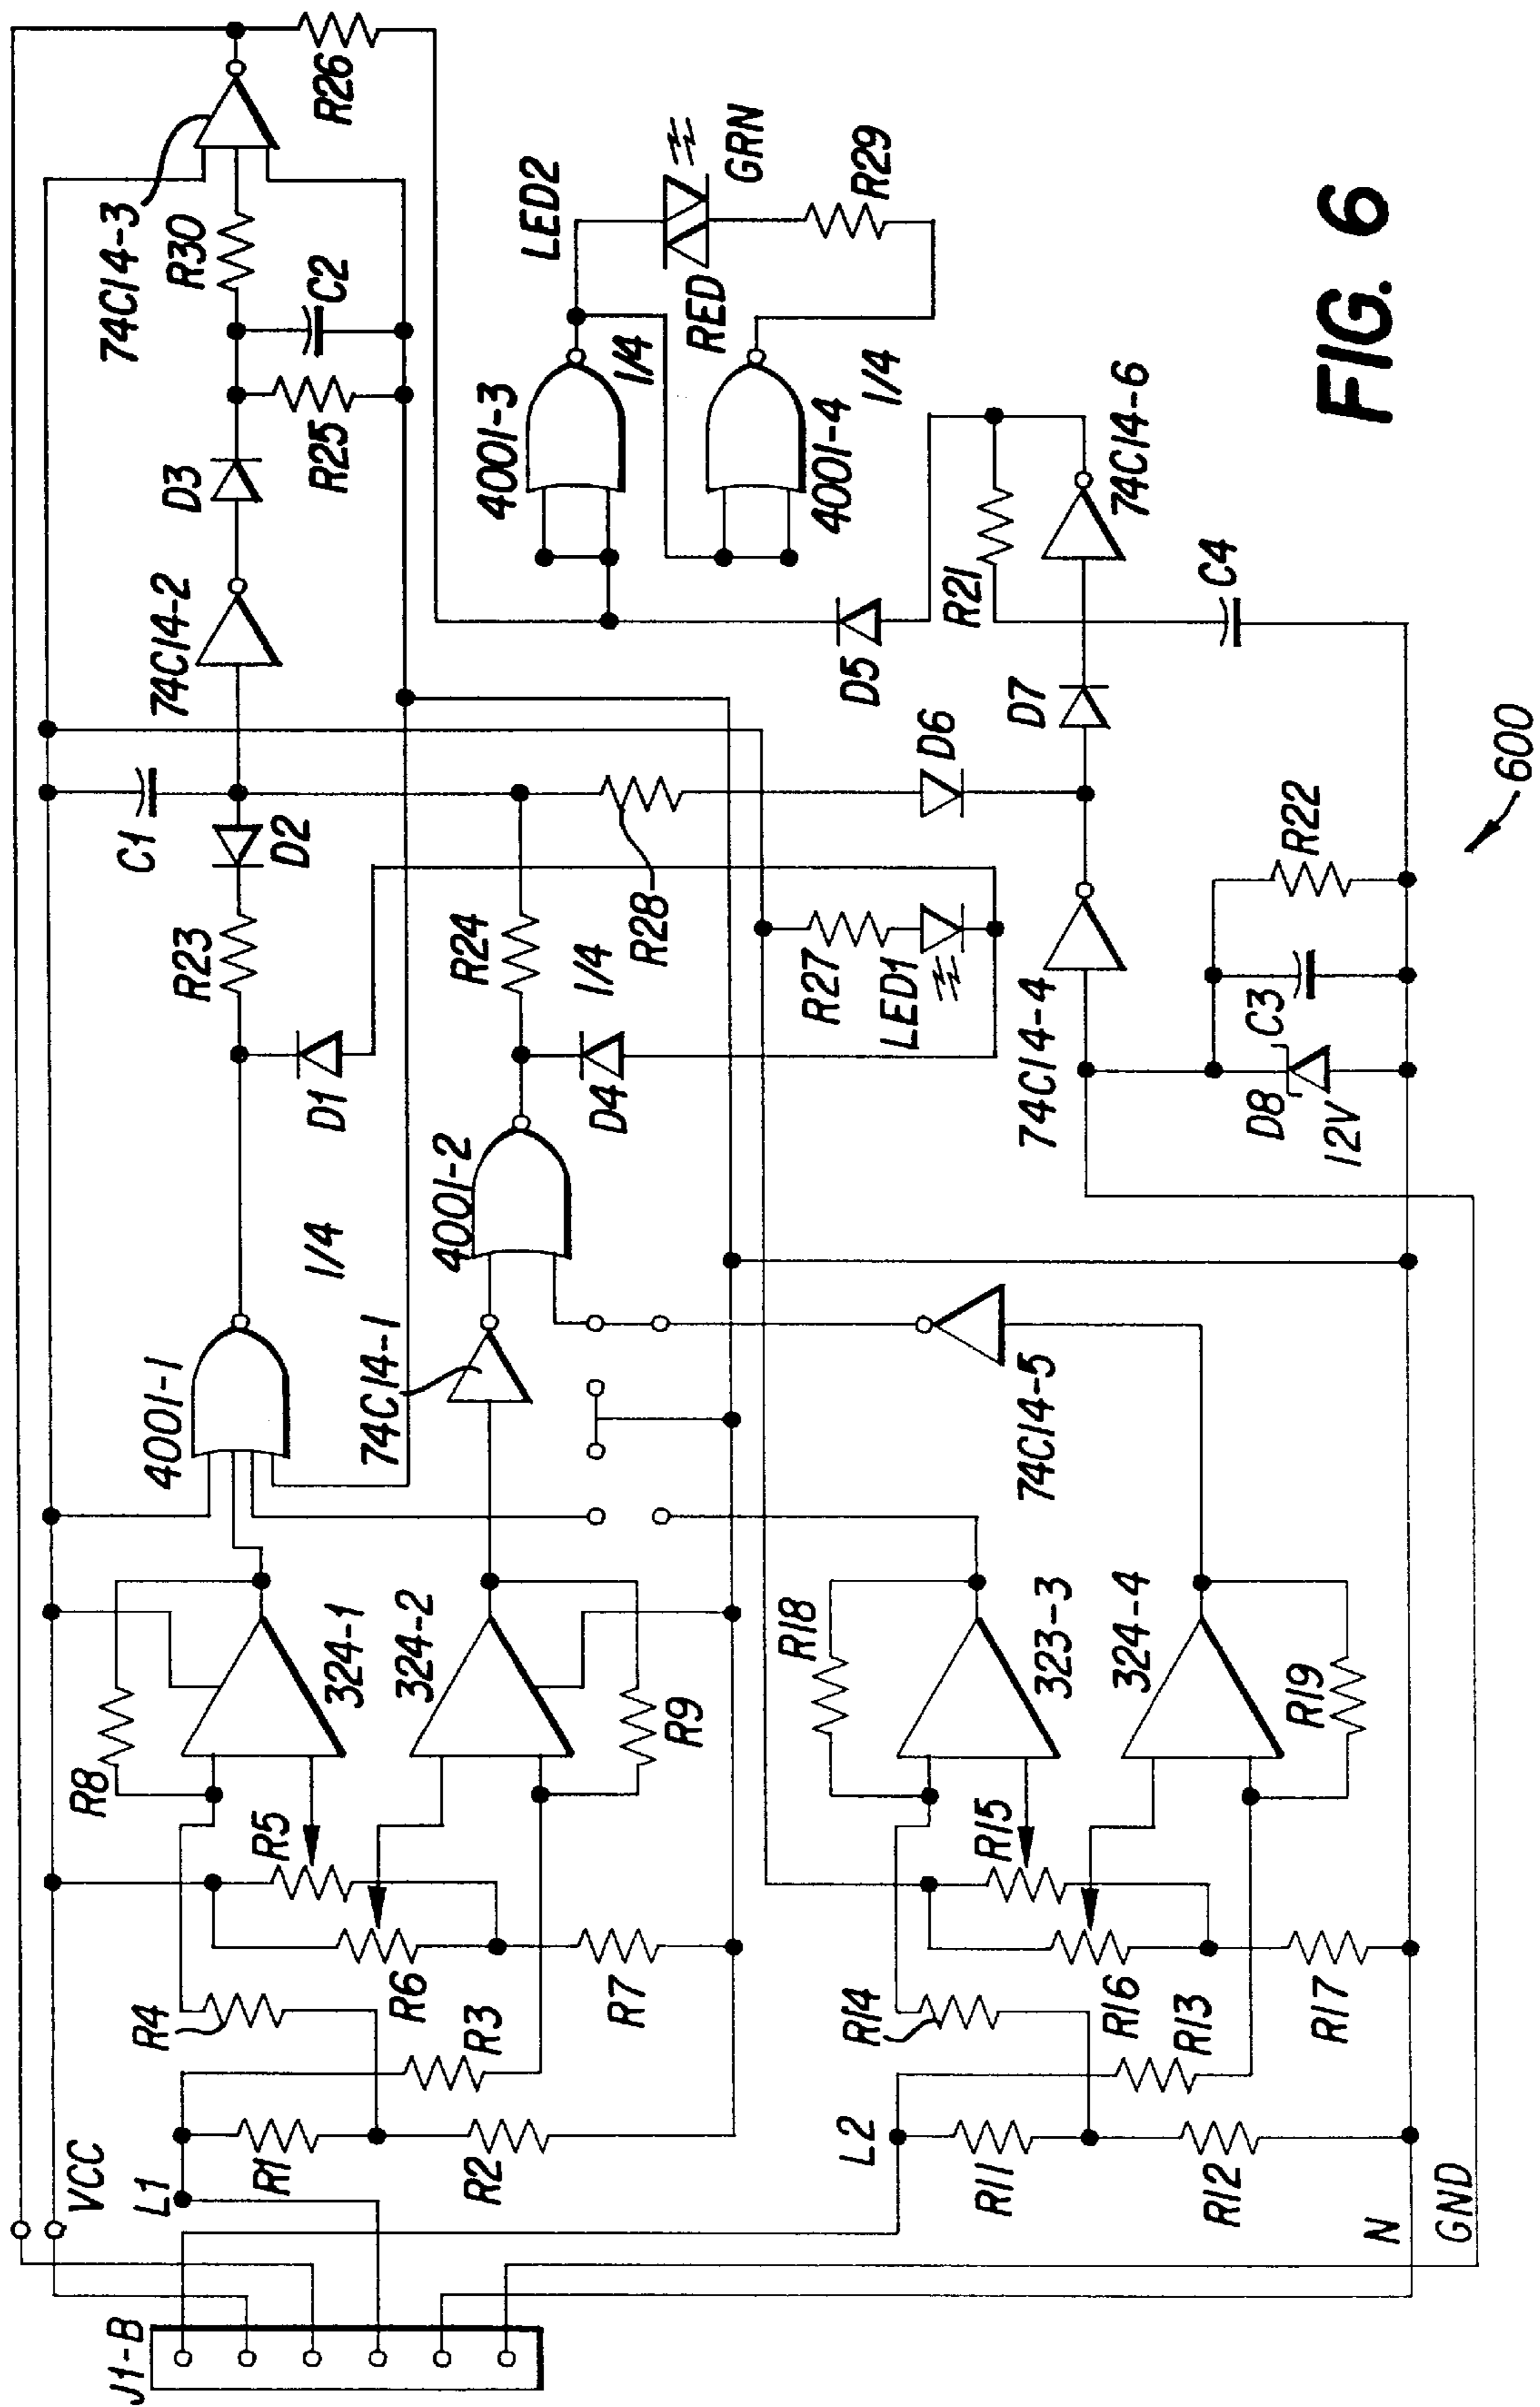 J1-B
VCC
L1
R1
R2
R4
R3
R6
R5
R7
R8
324-1
324-2
R9
4001-1
1/4
74C14-1
4001-2
D1
D4
R23
R24
1/4
R28
D2
C1
74C14-2
D3
R25
C2
R30
74C14-3
R26
R27
LED1
D6
D5
4001-3
1/4
4001-4
1/4
LED2
RED
GRN
R29
L2
R11
R12
R14
R13
R16
R15
R17
R18
323-3
324-4
R19
74C14-5
74C14-4
D8
12V
C3
R22
D7
R21
C4
74C14-6
N
GND
600
FIG. 6